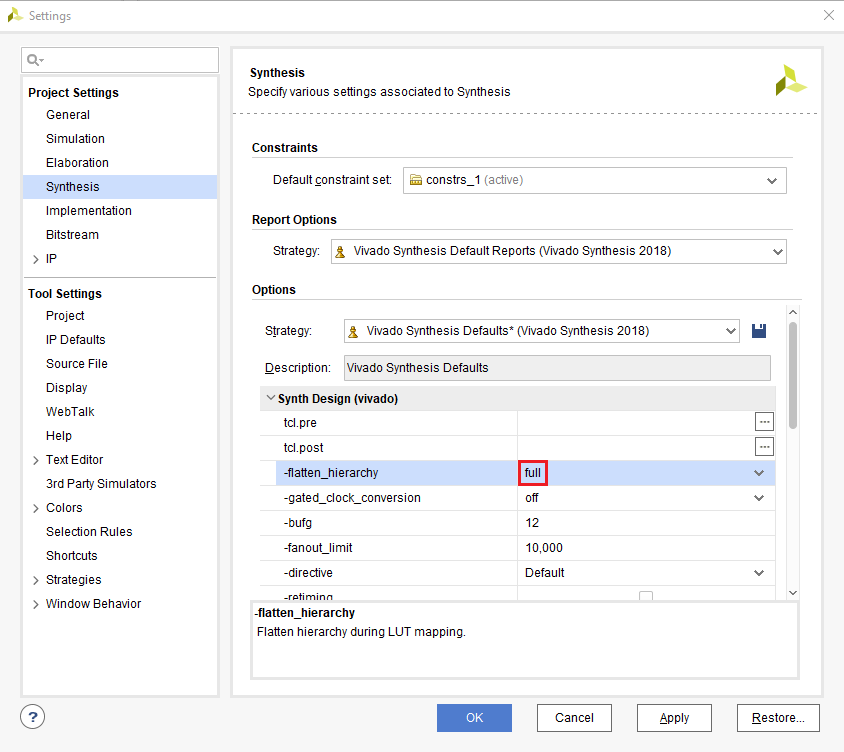 Settings
Project Settings
General
Simulation
Elaboration
Synthesis
Implementation
Bitstream
IP
Tool Settings
Project
IP Defaults
Source File
Display
WebTalk
Help
Text Editor
3rd Party Simulators
Colors
Selection Rules
Shortcuts
Strategies
Window Behavior
Synthesis
Specify various settings associated to Synthesis
Constraints
Default constraint set: constrs_1 (active)
Report Options
Strategy: Vivado Synthesis Default Reports (Vivado Synthesis 2018)
Options
Strategy: Vivado Synthesis Defaults* (Vivado Synthesis 2018)
Description: Vivado Synthesis Defaults
Synth Design (vivado)
tcl.pre ...
tcl.post ...
-flatten_hierarchy full
-gated_clock_conversion off
-bufg 12
-fanout_limit 10,000
-directive Default
-retiming
-flatten_hierarchy
Flatten hierarchy during LUT mapping.
? OK Cancel Apply Restore...